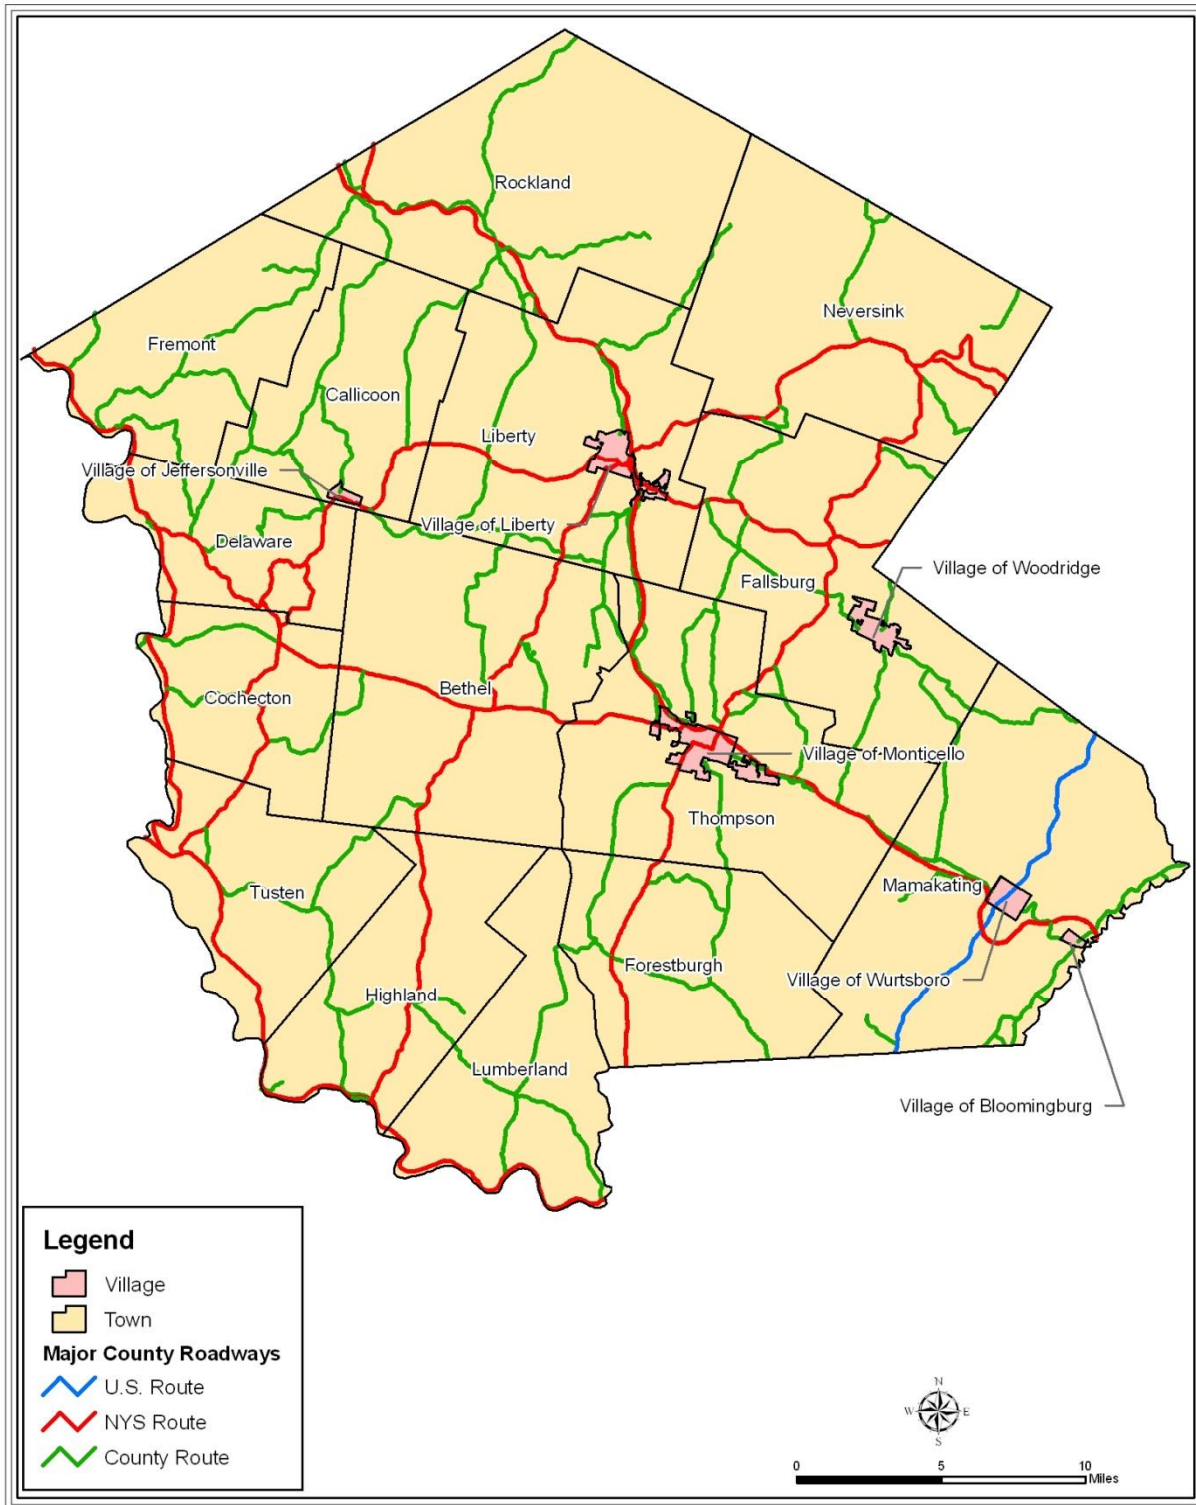 Rockland
Neversink
Fremont
Callicoon
Liberty
Village of Jeffersonville
Village of Liberty
Delaware
Fallsburg
Village of Woodridge
Bethel
Cochecton
Village of Monticello
Thompson
Mamakating
Tusten
Forestburgh
Village of Wurtsboro
Highland
Lumberland
Village of Bloomingburg
Legend
Village
Town
Major County Roadways
U.S. Route
NYS Route
County Route
N
W
E
S
0 5 10
Miles